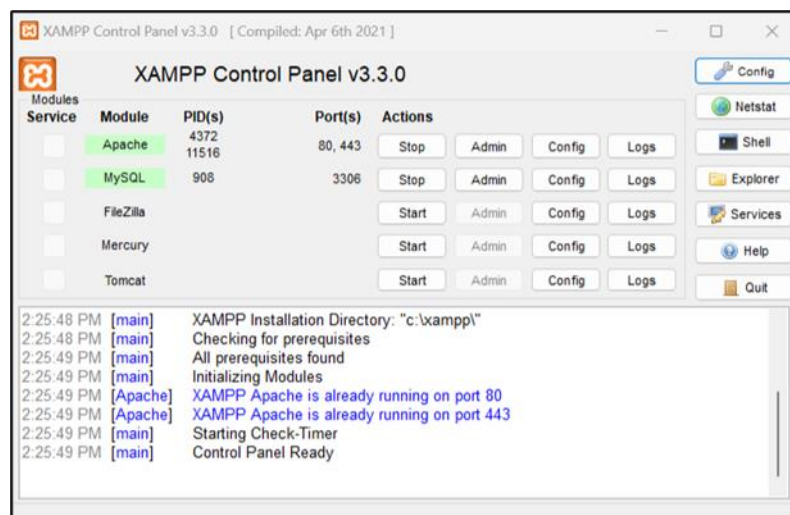 XAMPP Control Panel v3.3.0 [ Compiled: Apr 6th 2021 ]
XAMPP Control Panel v3.3.0
Config
Modules
Service Module PID(s) Port(s) Actions
Netstat
Apache 4372 11516 80, 443 Stop Admin Config Logs
Shell
MySQL 908 3306 Stop Admin Config Logs
Explorer
FileZilla Start Admin Config Logs
Services
Mercury Start Admin Config Logs
Help
Tomcat Start Admin Config Logs
Quit
2:25:48 PM [main] XAMPP Installation Directory: "c:\xampp\"
2:25:48 PM [main] Checking for prerequisites
2:25:49 PM [main] All prerequisites found
2:25:49 PM [main] Initializing Modules
2:25:49 PM [Apache] XAMPP Apache is already running on port 80
2:25:49 PM [Apache] XAMPP Apache is already running on port 443
2:25:49 PM [main] Starting Check-Timer
2:25:49 PM [main] Control Panel Ready